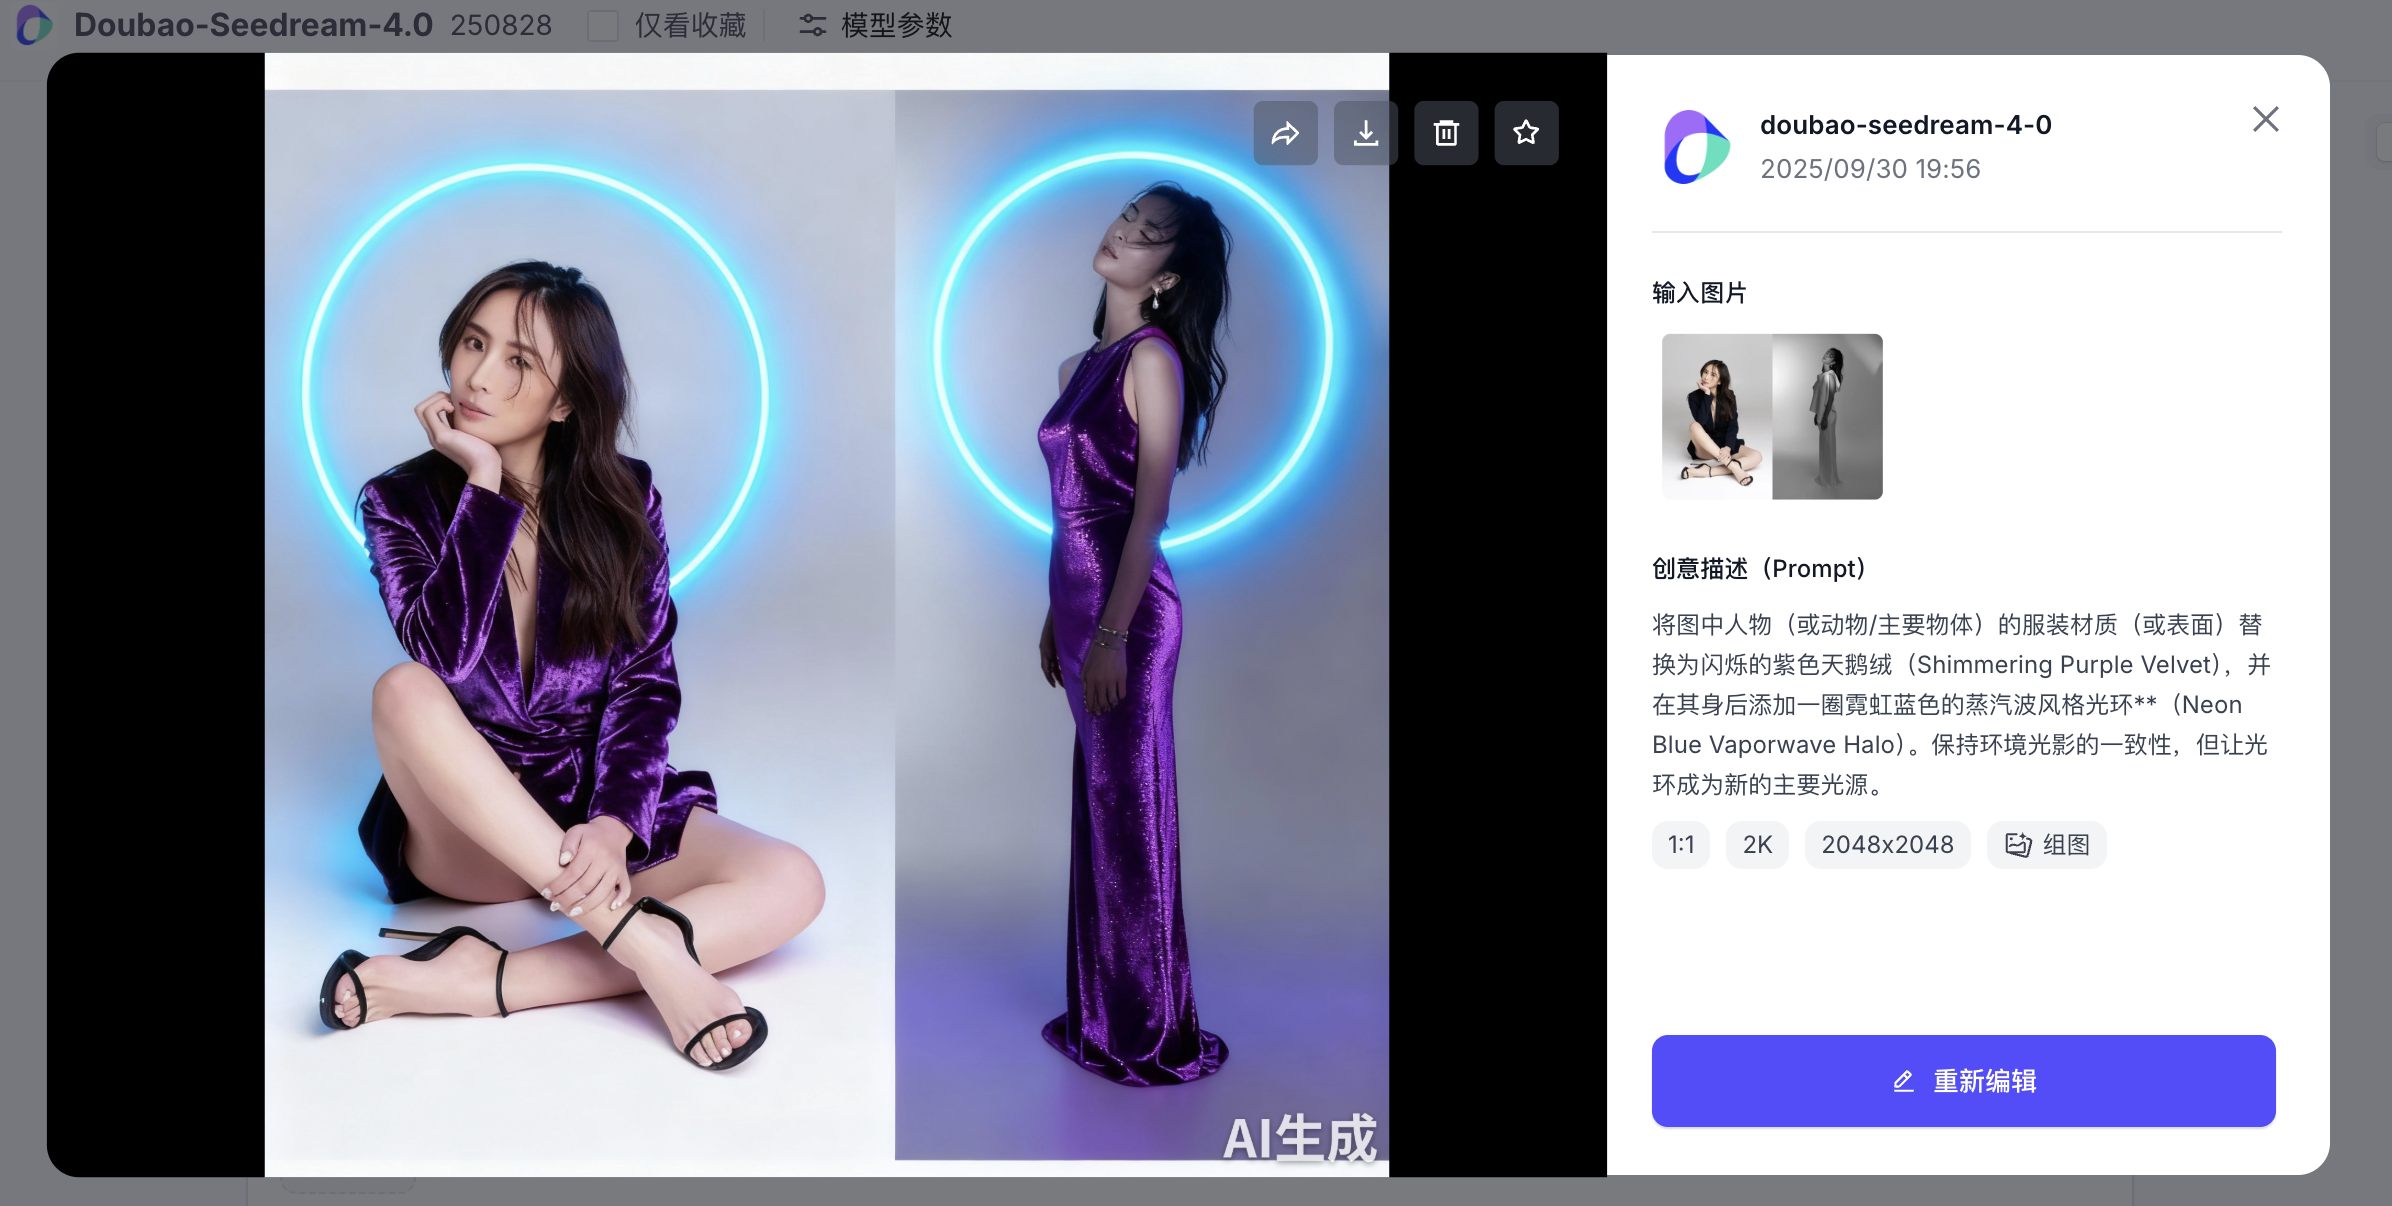 Doubao-Seedream-4.0 250828 仅看收藏 模型参数
doubao-seedream-4-0
2025/09/30 19:56
输入图片
创意描述（Prompt）
将图中人物（或动物/主要物体）的服装材质（或表面）替
换为闪烁的紫色天鹅绒（Shimmering Purple Velvet），并
在其身后添加一圈霓虹蓝色的蒸汽波风格光环**（Neon
Blue Vaporwave Halo）。保持环境光影的一致性，但让光
环成为新的主要光源。
1:1 2K 2048x2048 组图
重新编辑
AI生成